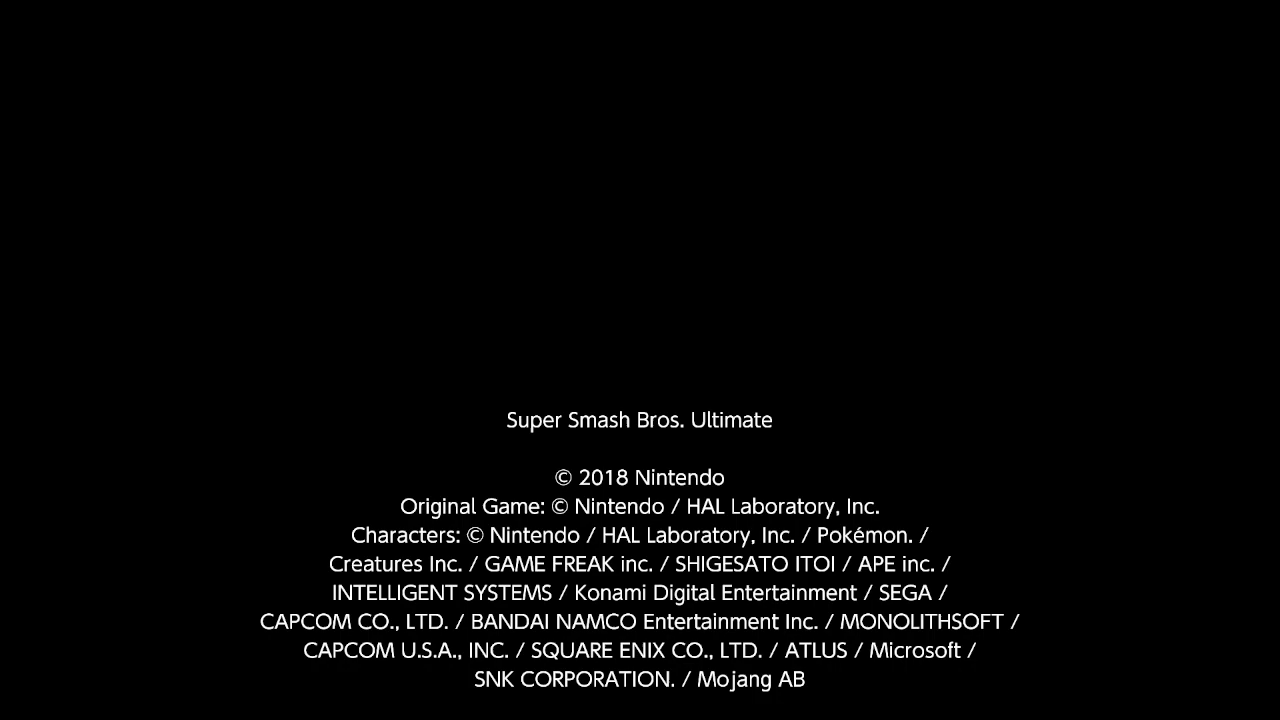 Super Smash Bros. Ultimate
© 2018 Nintendo
Original Game: © Nintendo / HAL Laboratory, Inc.
Characters: © Nintendo / HAL Laboratory, Inc. / Pokémon. /
Creatures Inc. / GAME FREAK inc. / SHIGESATO ITOI / APE inc. /
INTELLIGENT SYSTEMS / Konami Digital Entertainment / SEGA /
CAPCOM CO., LTD. / BANDAI NAMCO Entertainment Inc. / MONOLITHSOFT /
CAPCOM U.S.A., INC. / SQUARE ENIX CO., LTD. / ATLUS / Microsoft /
SNK CORPORATION. / Mojang AB